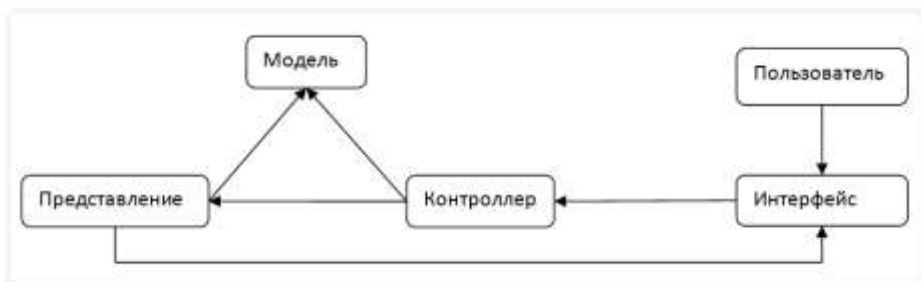 Модель
Пользователь
Представление
Контроллер
Интерфейс